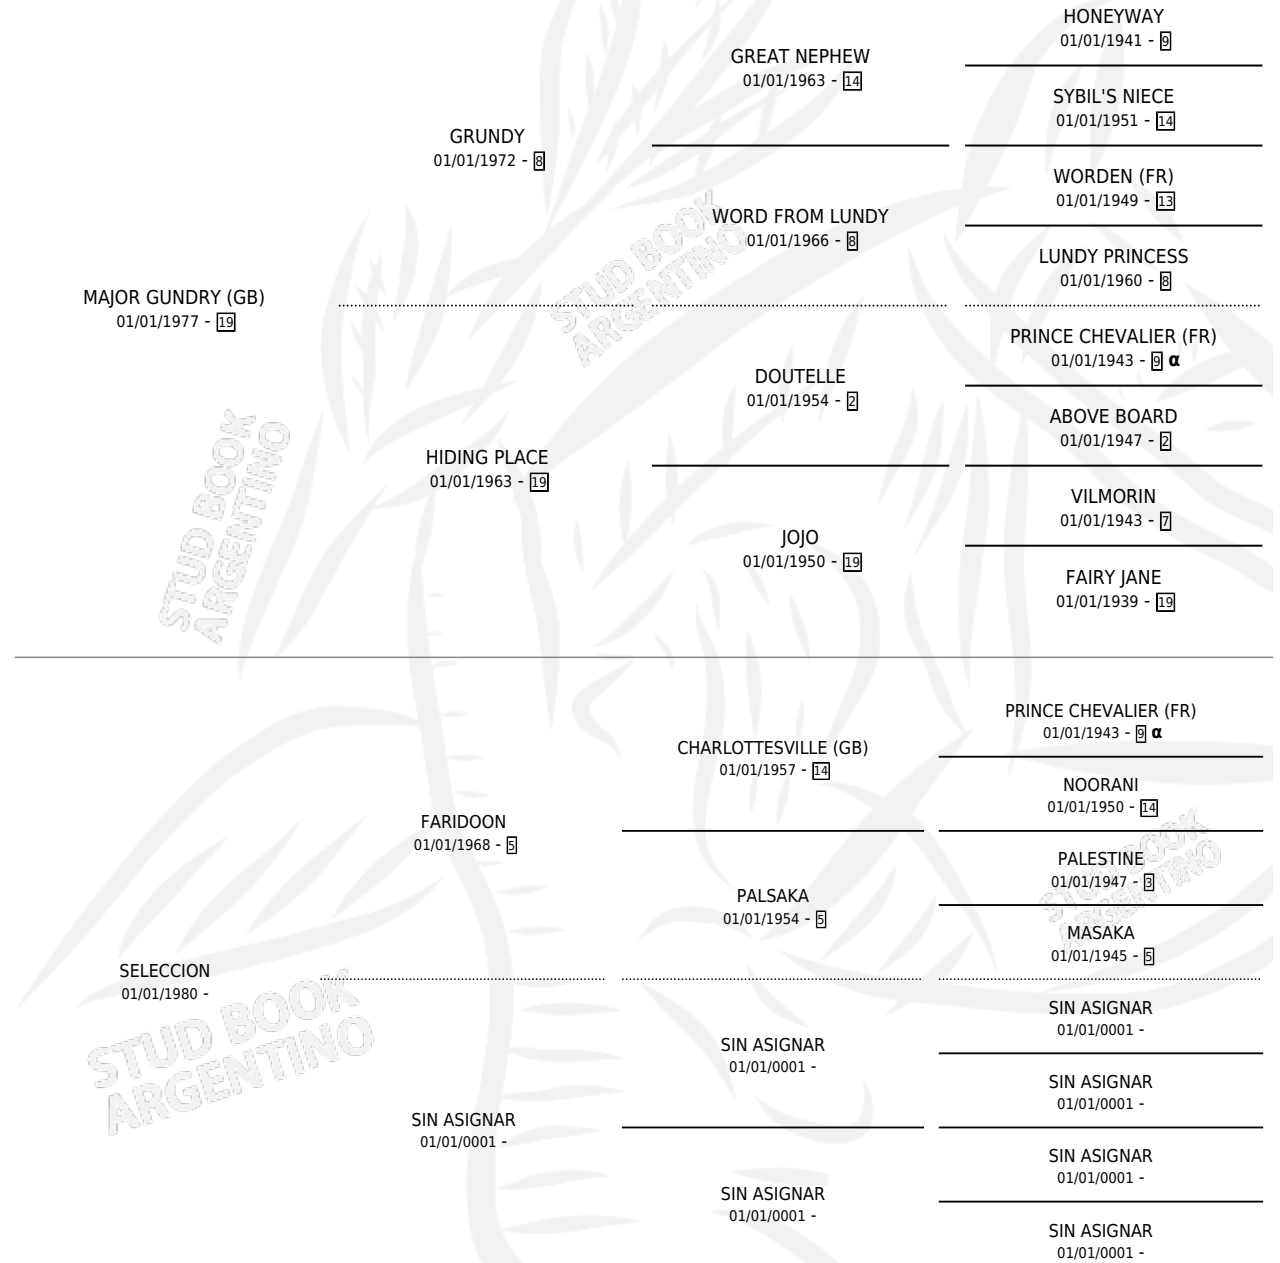 HONEYWAY
01/01/1941 - 9
GREAT NEPHEW
01/01/1963 - 14
SYBIL'S NIECE
01/01/1951 - 14
GRUNDY
01/01/1972 - 8
WORDEN (FR)
01/01/1949 - 13
WORD FROM LUNDY
01/01/1966 - 8
LUNDY PRINCESS
01/01/1960 - 8
MAJOR GUNDRY (GB)
01/01/1977 - 19
PRINCE CHEVALIER (FR)
01/01/1943 - 9 α
DOUTELLE
01/01/1954 - 2
ABOVE BOARD
01/01/1947 - 2
HIDING PLACE
01/01/1963 - 19
VILMORIN
01/01/1943 - 7
JOJO
01/01/1950 - 19
FAIRY JANE
01/01/1939 - 19
STUD BOOK
ARGENTINO
STUD BOOK
ARGENTINO
PRINCE CHEVALIER (FR)
01/01/1943 - 9 α
CHARLOTTESVILLE (GB)
01/01/1957 - 14
NOORANI
01/01/1950 - 14
FARIDOON
01/01/1968 - 5
PALESTINE
01/01/1947 - 3
PALSAKA
01/01/1954 - 5
MASAKA
01/01/1945 - 5
SELECCION
01/01/1980 -
SIN ASIGNAR
01/01/0001 -
SIN ASIGNAR
01/01/0001 -
SIN ASIGNAR
01/01/0001 -
SIN ASIGNAR
01/01/0001 -
SIN ASIGNAR
01/01/0001 -
SIN ASIGNAR
01/01/0001 -
SIN ASIGNAR
01/01/0001 -
STUD BOOK
ARGENTINO
STUD BOOK
ARGENTINO